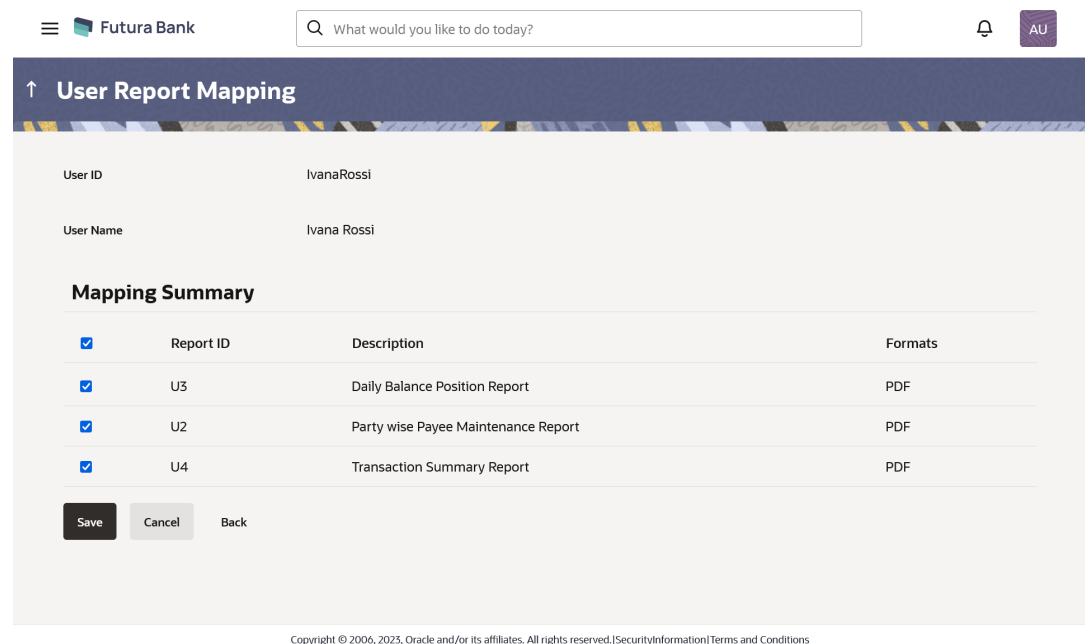 Futura Bank
What would you like to do today?
AU
User Report Mapping
User ID IvanaRossi
User Name Ivana Rossi
Mapping Summary
Report ID Description Formats
U3 Daily Balance Position Report PDF
U2 Party wise Payee Maintenance Report PDF
U4 Transaction Summary Report PDF
Save Cancel Back
Copyright © 2006, 2023, Oracle and/or its affiliates. All rights reserved.|SecurityInformation|Terms and Conditions